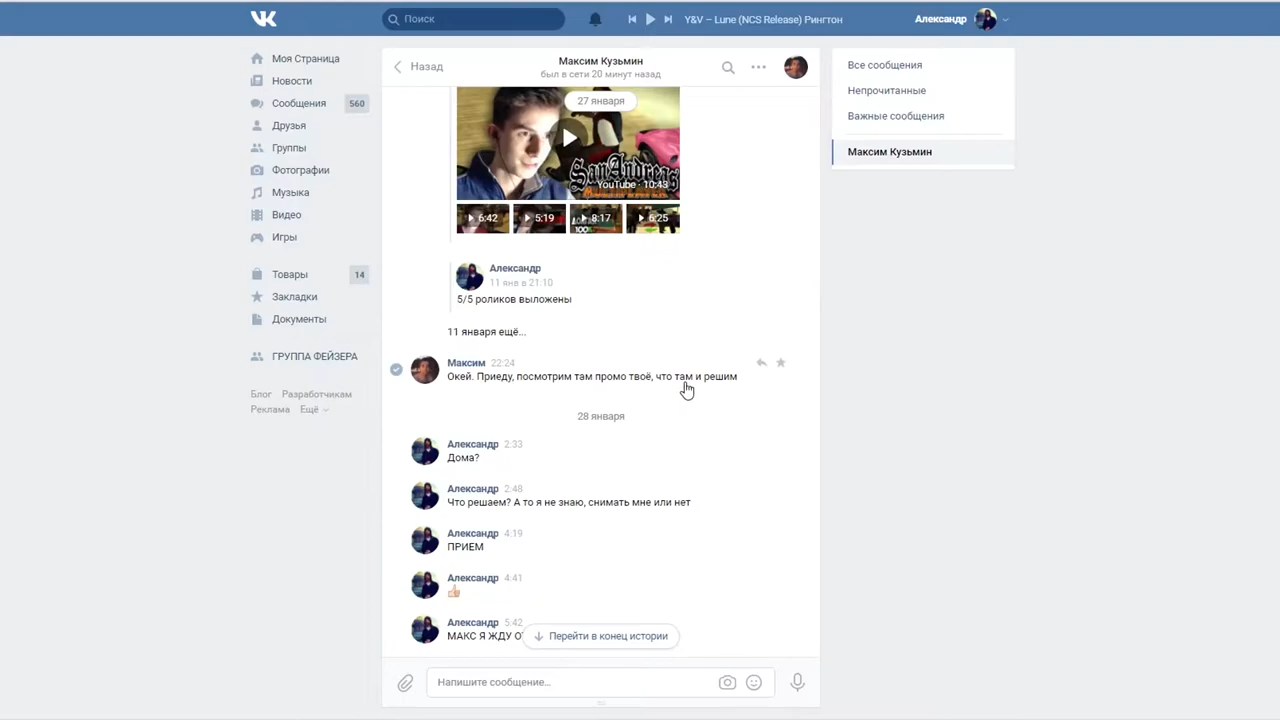 Поиск
Y&V – Lune (NCS Release) Рингтон
Александр
Моя Страница
Новости
Сообщения 560
Друзья
Группы
Фотографии
Музыка
Видео
Игры
Товары 14
Закладки
Документы
ГРУППА ФЕЙЗЕРА
Блог Разработчикам
Реклама Ещё
Назад
Максим Кузьмин
был в сети 20 минут назад
27 января
SanAndreas
YouTube · 10:43
6:42 5:19 8:17 6:25
100
Александр
11 янв в 21:10
5/5 роликов выложены
11 января ещё...
Максим 22:24
Окей. Приеду, посмотрим там промо твоё, что там и решим
28 января
Александр 2:33
Дома?
Александр 2:48
Что решаем? А то я не знаю, снимать мне или нет
Александр 4:19
ПРИЕМ
Александр 4:41
Александр 5:42
МАКС Я ЖДУ
Перейти в конец истории
Напишите сообщение...
Все сообщения
Непрочитанные
Важные сообщения
Максим Кузьмин